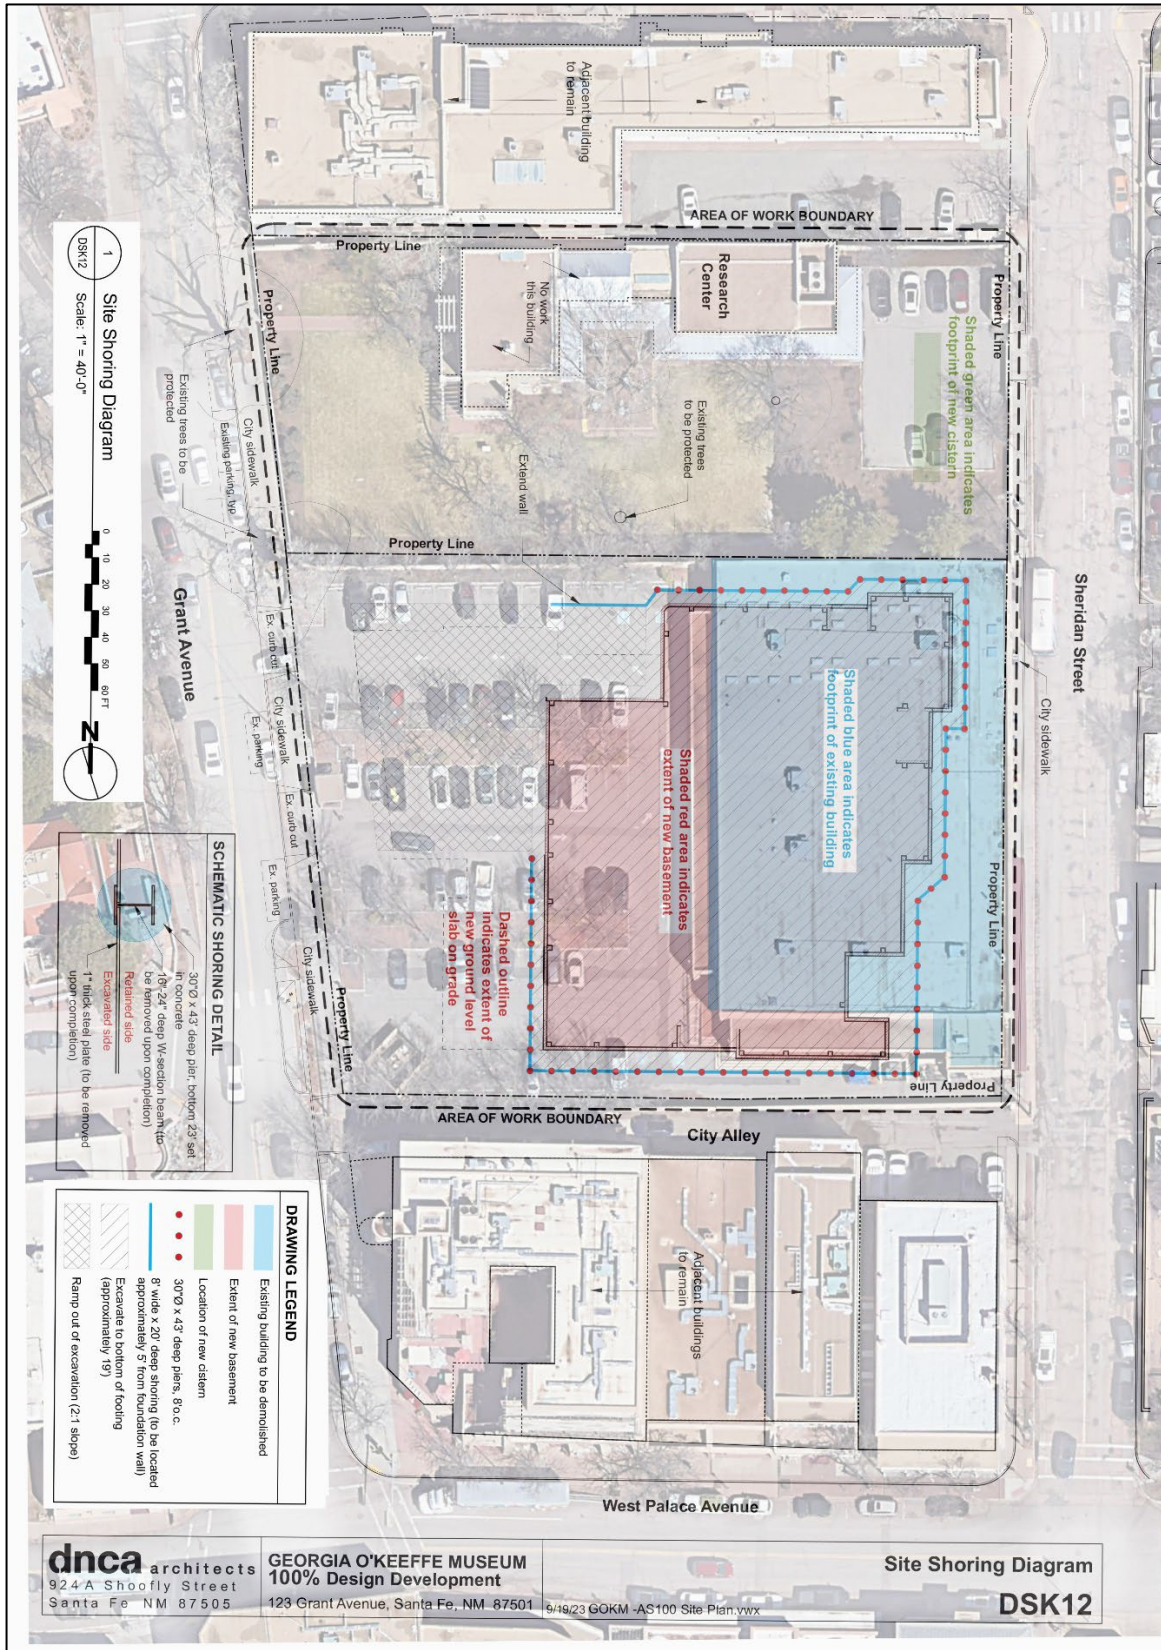 Adjacent building
to remain
AREA OF WORK BOUNDARY
Property Line
Research
Center
No work
this building
Property Line
Shaded green area indicates
footprint of new cistern
Property Line
1
DSK12
Site Shoring Diagram
Scale: 1" = 40'-0"
0 10 20 30 40 50 60 FT
N
Existing trees to be
protected
City sidewalk
Existing parking, typ
Existing trees
to be protected
Extend wall
Property Line
Grant Avenue
Ex. curb cut
City sidewalk
Ex. parking
Ex. curb cut
Ex. parking
City sidewalk
Property Line
Sheridan Street
City sidewalk
Shaded blue area indicates
footprint of existing building
Shaded red area indicates
extent of new basement
Property Line
Dashed outline
indicates extent of
new ground level
slab on grade
Property Line
AREA OF WORK BOUNDARY
City Alley
SCHEMATIC SHORING DETAIL
30"Ø x 43' deep pier, bottom 23' set
in concrete
16"-24" deep W-section beam (to
be removed upon completion)
Retained side
Excavated side
1" thick steel plate (to be removed
upon completion)
DRAWING LEGEND
Existing building to be demolished
Extent of new basement
Location of new cistern
30"Ø x 43' deep piers, 8'o.c.
8' wide x 20' deep shoring (to be located
approximately 5' from foundation wall)
Excavate to bottom of footing
(approximately 19')
Ramp out of excavation (2:1 slope)
Adjacent buildings
to remain
West Palace Avenue
dnca architects
924A Shoofly Street
Santa Fe NM 87505
GEORGIA O'KEEFFE MUSEUM
100% Design Development
123 Grant Avenue, Santa Fe, NM 87501
9/19/23 GOKM -AS100 Site Plan.vwx
Site Shoring Diagram
DSK12